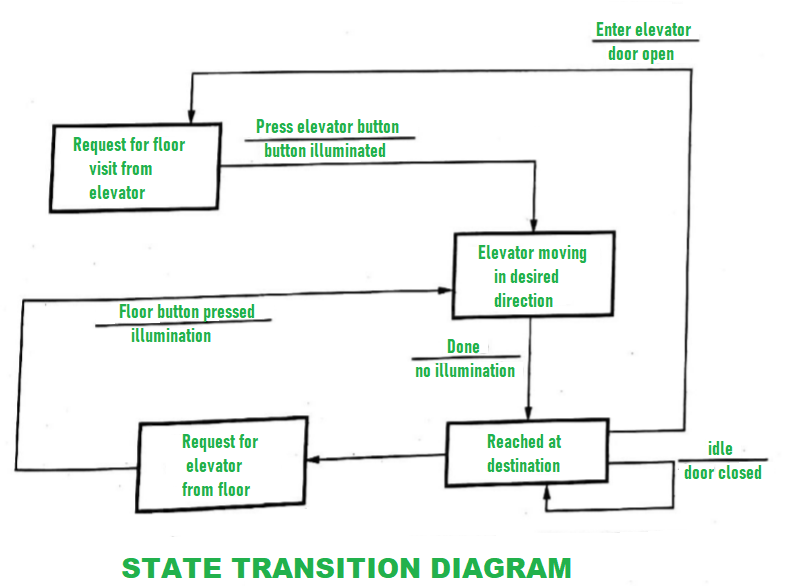 Enter elevator
door open
Press elevator button
button illuminated
Request for floor
visit from
elevator
Elevator moving
in desired
direction
Floor button pressed
illumination
Done
no illumination
Request for
elevator
from floor
Reached at
destination
idle
door closed
STATE TRANSITION DIAGRAM